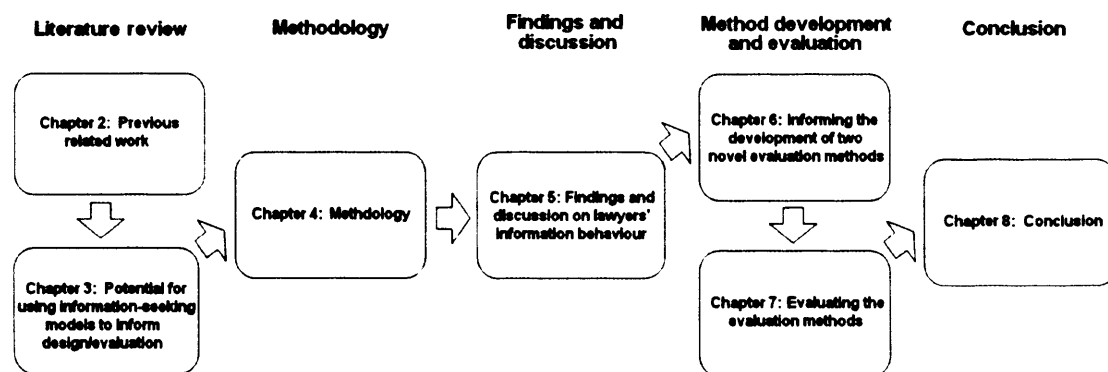 Literature review
Methodology
Findings and
discussion
Method development
and evaluation
Conclusion
Chapter 2: Previous
related work
Chapter 3: Potential for
using information-seeking
models to inform
design/evaluation
Chapter 4: Methdology
Chapter 5: Findings and
discussion on lawyers'
information behaviour
Chapter 6: Informing the
development of two
novel evaluation methods
Chapter 7: Evaluating the
evaluation methods
Chapter 8: Conclusion